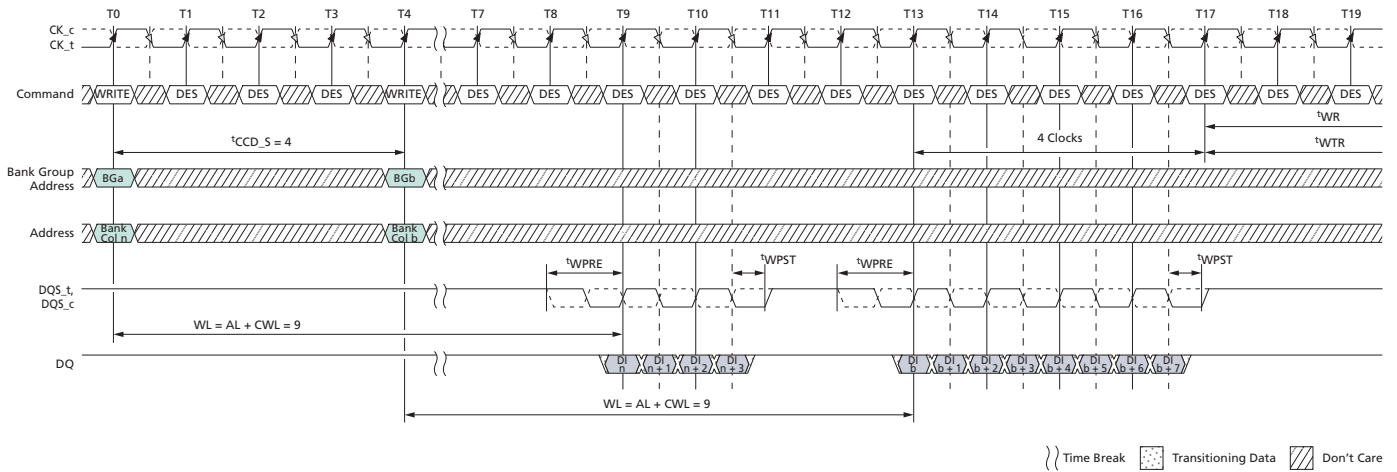 T0 T1 T2 T3 T4 T7 T8 T9 T10 T11 T12 T13 T14 T15 T16 T17 T18 T19
CK_c
CK_t
Command WRITE DES DES DES WRITE DES DES DES DES DES DES DES DES DES DES DES DES DES
tWR
tCCD_S = 4 4 Clocks
tWTR
Bank Group
Address BGa BGb
Address Bank
Col n Bank
Col b
tWPRE tWPST tWPRE tWPST
DQS_t,
DQS_c
WL = AL + CWL = 9
DQ DI
n DI
n + 1 DI
n + 2 DI
n + 3 DI
b DI
b + 1 DI
b + 2 DI
b + 3 DI
b + 4 DI
b + 5 DI
b + 6 DI
b + 7
WL = AL + CWL = 9
Time Break Transitioning Data Don't Care